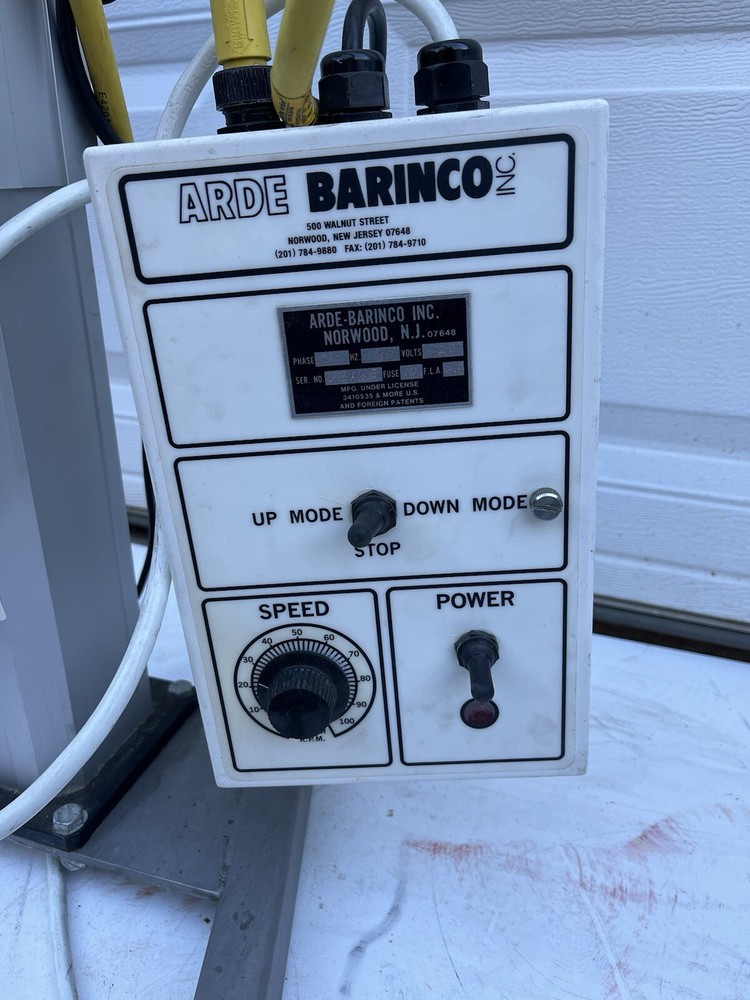 ARDE BARINCO INC.
500 WALNUT STREET
NORWOOD, NEW JERSEY 07648
(201) 784-9880 FAX: (201) 784-9710
ARDE-BARINCO INC.
NORWOOD, N.J. 07648
PHASE HZ. VOLTS
SER. NO. FUSE F.L.A.
MFG. UNDER LICENSE
3410535 & MORE U.S.
AND FOREIGN PATENTS
UP MODE DOWN MODE
STOP
SPEED
10 20 30 40 50 60 70 80 90 100
R.P.M.
POWER